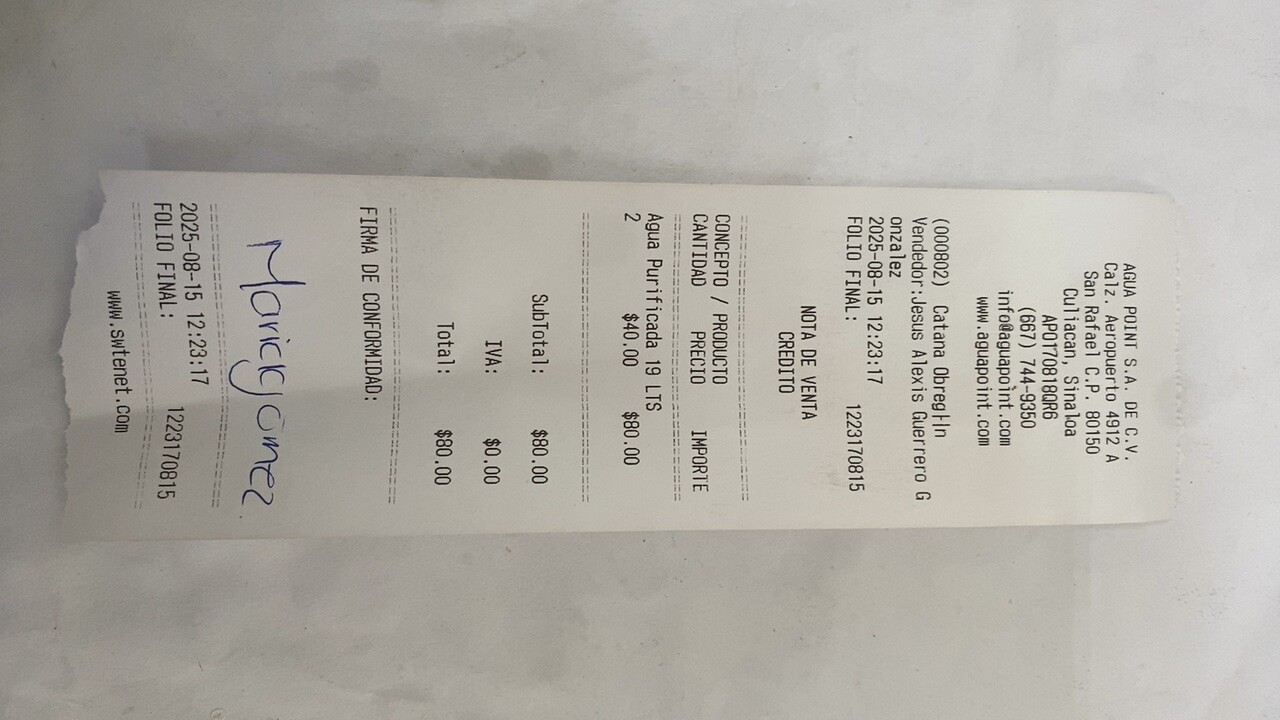 AGUA POINT S.A. DE C.V.
Calz. Aeropuerto 4912 A
San Rafael C.P. 80150
Culiacan, Sinaloa
APO170818QR6
(667) 744-9350
info@aguapoint.com
www.aguapoint.com
(000802) Catana Obreg├ln
Vendedor:Jesus Alexis Guerrero G
onzalez
2025-08-15 12:23:17
FOLIO FINAL: 1223170815
NOTA DE VENTA
CREDITO
CONCEPTO / PRODUCTO
CANTIDAD PRECIO IMPORTE
Agua Purificada 19 LTS
2 $40.00 $80.00
SubTotal: $80.00
IVA: $0.00
Total: $80.00
FIRMA DE CONFORMIDAD:
2025-08-15 12:23:17
FOLIO FINAL: 1223170815
www.swtenet.com